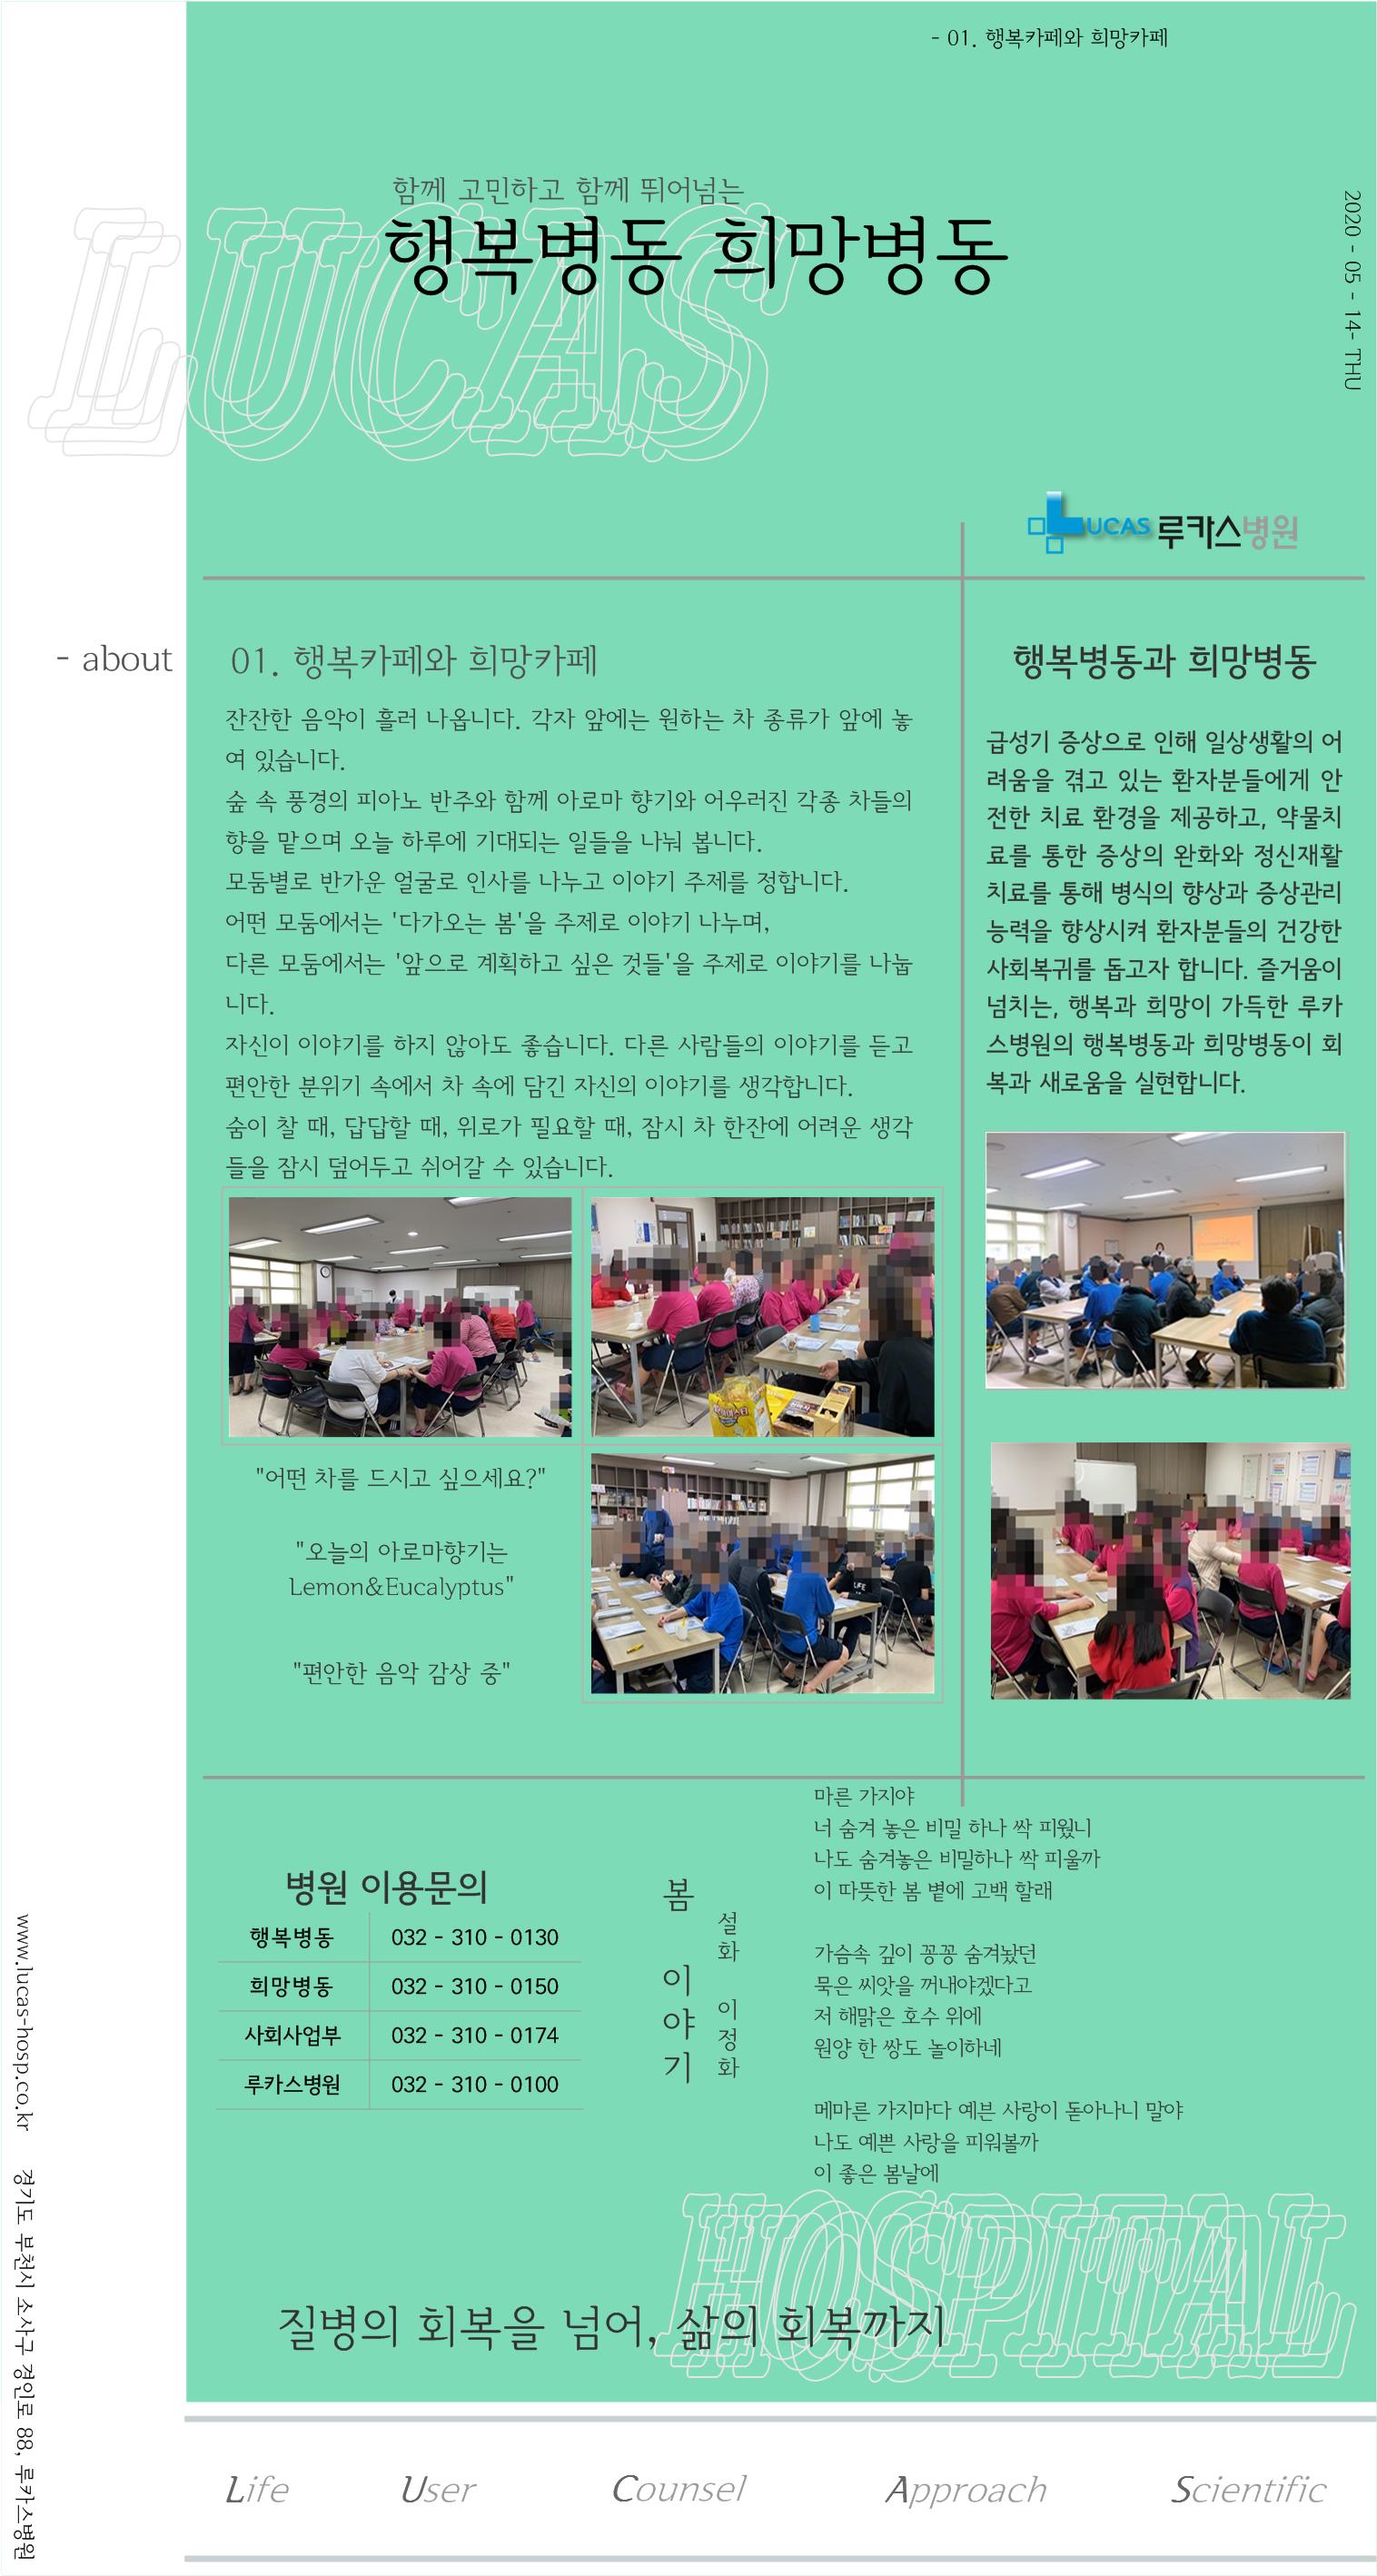 - 01. 행복카페와 희망카페
함께 고민하고 함께 뛰어넘는
행복병동 희망병동
LUCAS
2020 - 05 - 14- THU
LUCAS 루카스병원
- about
01. 행복카페와 희망카페
잔잔한 음악이 흘러 나옵니다. 각자 앞에는 원하는 차 종류가 앞에 놓
여 있습니다.
숲 속 풍경의 피아노 반주와 함께 아로마 향기와 어우러진 각종 차들의
향을 맡으며 오늘 하루에 기대되는 일들을 나눠 봅니다.
모둠별로 반가운 얼굴로 인사를 나누고 이야기 주제를 정합니다.
어떤 모둠에서는 '다가오는 봄'을 주제로 이야기 나누며,
다른 모둠에서는 '앞으로 계획하고 싶은 것들'을 주제로 이야기를 나눕
니다.
자신이 이야기를 하지 않아도 좋습니다. 다른 사람들의 이야기를 듣고
편안한 분위기 속에서 차 속에 담긴 자신의 이야기를 생각합니다.
숨이 찰 때, 답답할 때, 위로가 필요할 때, 잠시 차 한잔에 어려운 생각
들을 잠시 덮어두고 쉬어갈 수 있습니다.
"어떤 차를 드시고 싶으세요?"
"오늘의 아로마향기는
Lemon&Eucalyptus"
"편안한 음악 감상 중"
행복병동과 희망병동
급성기 증상으로 인해 일상생활의 어
려움을 겪고 있는 환자분들에게 안
전한 치료 환경을 제공하고, 약물치
료를 통한 증상의 완화와 정신재활
치료를 통해 병식의 향상과 증상관리
능력을 향상시켜 환자분들의 건강한
사회복귀를 돕고자 합니다. 즐거움이
넘치는, 행복과 희망이 가득한 루카
스병원의 행복병동과 희망병동이 회
복과 새로움을 실현합니다.
병원 이용문의
행복병동 032 - 310 - 0130
희망병동 032 - 310 - 0150
사회사업부 032 - 310 - 0174
루카스병원 032 - 310 - 0100
봄 이야기
설화 이정화
마른 가지야
너 숨겨 놓은 비밀 하나 싹 피웠니
나도 숨겨놓은 비밀하나 싹 피울까
이 따뜻한 봄 볕에 고백 할래
가슴속 깊이 꽁꽁 숨겨놨던
묵은 씨앗을 꺼내야겠다고
저 해맑은 호수 위에
원앙 한 쌍도 놀이하네
메마른 가지마다 예븐 사랑이 돋아나니 말야
나도 예쁜 사랑을 피워볼까
이 좋은 봄날에
HOSPITAL
질병의 회복을 넘어, 삶의 회복까지
www.lucas-hosp.co.kr 경기도 부천시 소사구 경인로 88, 루카스병원
Life User Counsel Approach Scientific